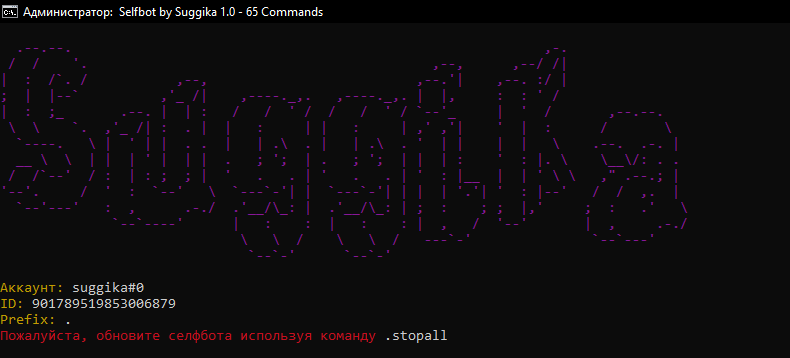 Администратор: Selfbot by Suggika 1.0 - 65 Commands
Suggika
Аккаунт: suggika#0
ID: 901789519853006879
Prefix: .
Пожалуйста, обновите селфбота используя команду .stopall